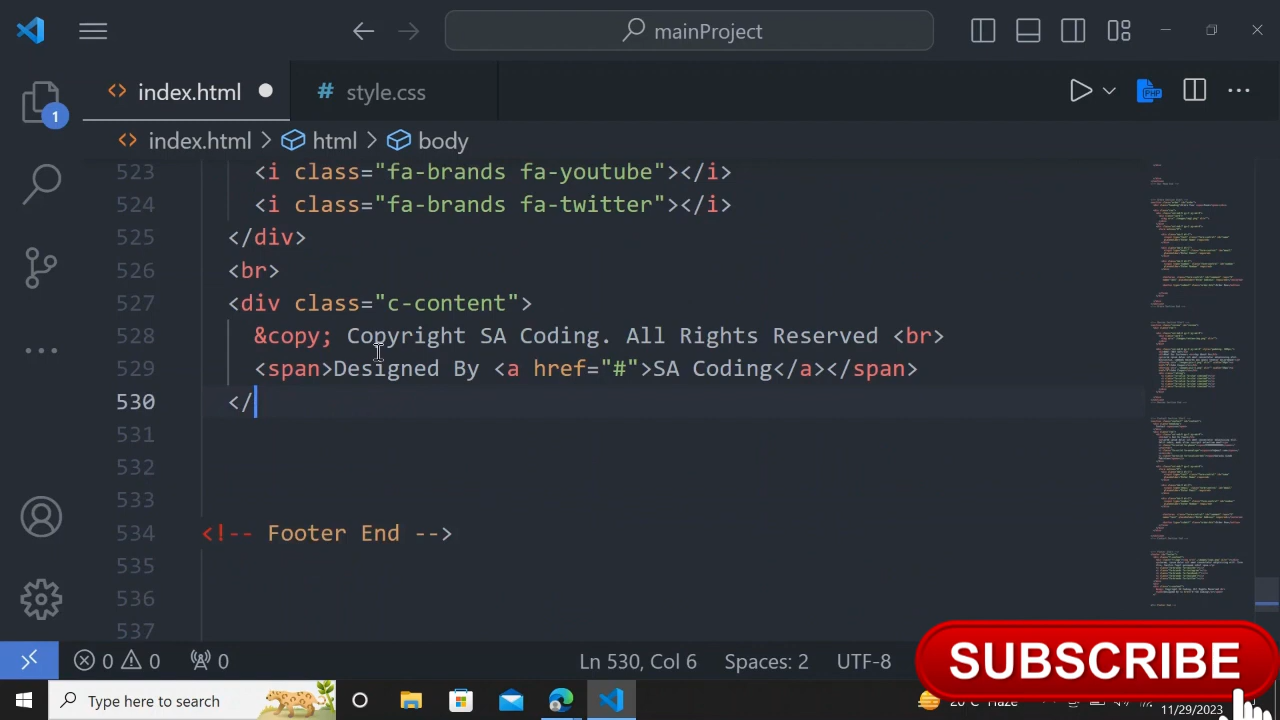 mainProject
index.html
# style.css
PHP
1
index.html > html > body
523 <i class="fa-brands fa-youtube"></i>
524 <i class="fa-brands fa-twitter"></i>
525 </div>
526 <br>
527 <div class="c-content">
528 &copy; Copyright SA Coding. All Rights Reserved <br>
529 <span>Designed By <a href="#">SA Coding</a></span>
530 </
531
532
533
534 <!-- Footer End -->
535
536
537
0 0 0
Ln 530, Col 6
Spaces: 2
UTF-8
SUBSCRIBE
Type here to search
20°C Haze
11/29/2023